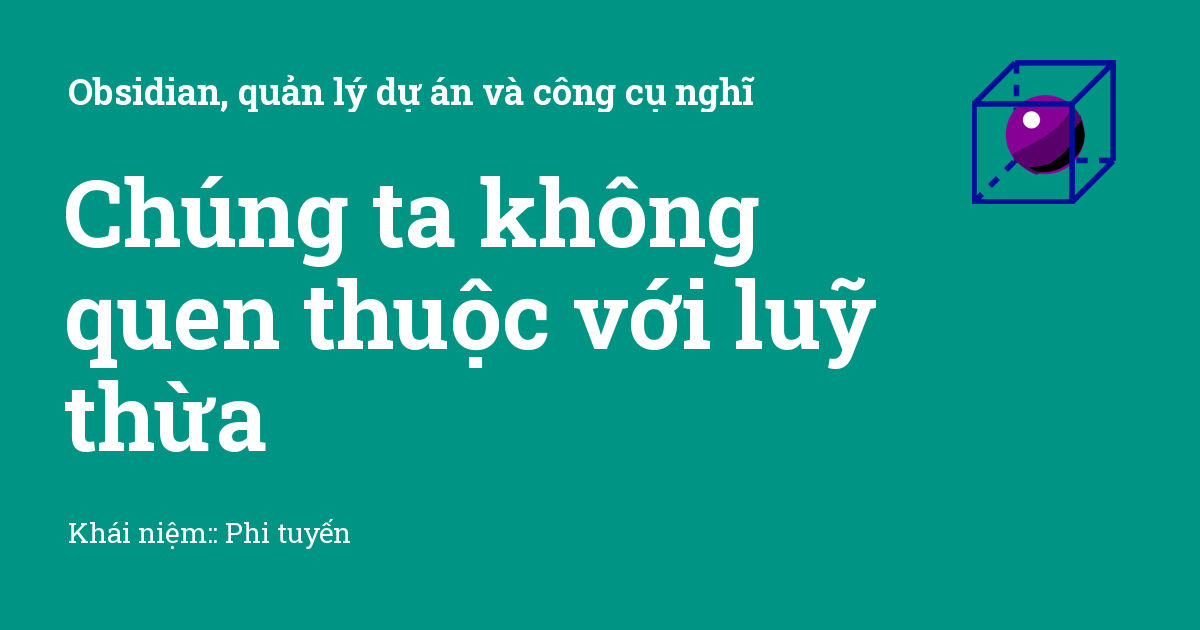 Obsidian, quản lý dự án và công cụ nghĩ
Chúng ta không
quen thuộc với luỹ
thừa
Khái niệm:: Phi tuyến